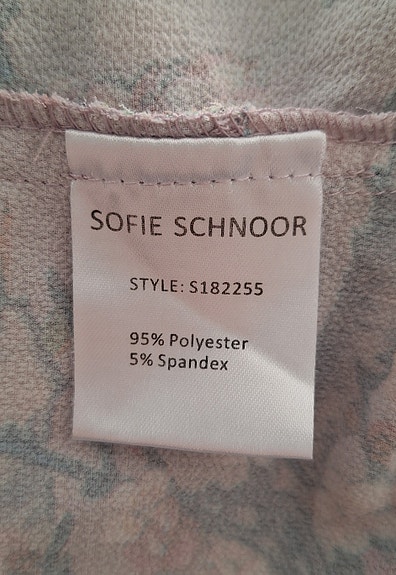 SOFIE SCHNOOR
STYLE: S182255
95% Polyester
5% Spandex